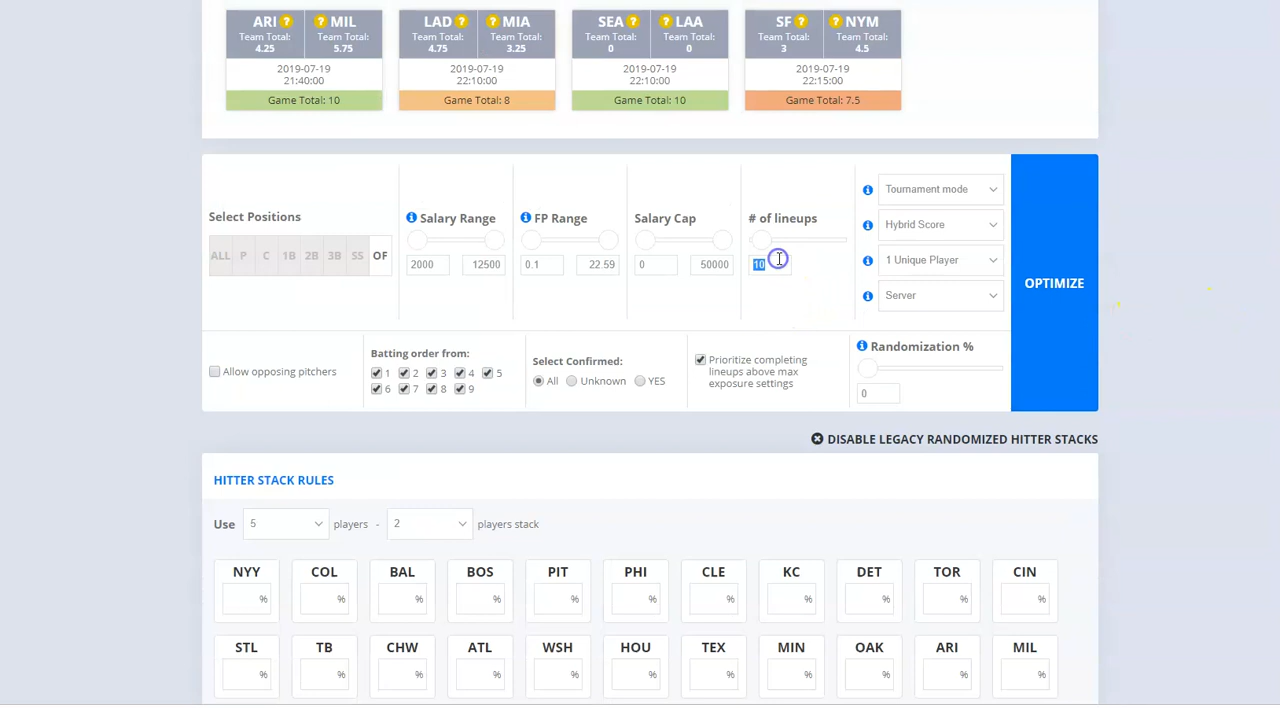 ARI ? ? MIL LAD ? ? MIA SEA ? ? LAA SF ? ? NYM
Team Total: Team Total: Team Total: Team Total: Team Total: Team Total: Team Total: Team Total:
4.25 5.75 4.75 3.25 0 0 3 4.5
2019-07-19 2019-07-19 2019-07-19 2019-07-19
21:40:00 22:10:00 22:10:00 22:15:00
Game Total: 10 Game Total: 8 Game Total: 10 Game Total: 7.5
Select Positions
ALL P C 1B 2B 3B SS OF
Salary Range
2000 12500
FP Range
0.1 22.59
Salary Cap
0 50000
# of lineups
10
Tournament mode
Hybrid Score
1 Unique Player
Server
OPTIMIZE
Allow opposing pitchers
Batting order from:
1 2 3 4 5
6 7 8 9
Select Confirmed:
All Unknown YES
Prioritize completing
lineups above max
exposure settings
Randomization %
0
DISABLE LEGACY RANDOMIZED HITTER STACKS
HITTER STACK RULES
Use 5 players - 2 players stack
NYY COL BAL BOS PIT PHI CLE KC DET TOR CIN
% % % % % % % % % % %
STL TB CHW ATL WSH HOU TEX MIN OAK ARI MIL
% % % % % % % % % % %